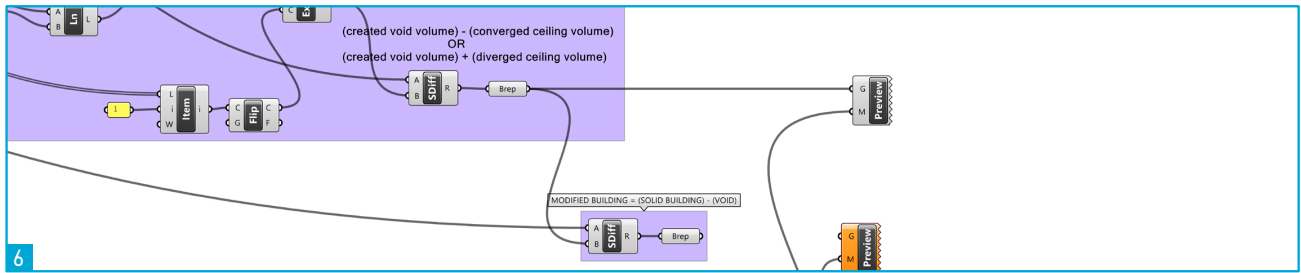 A
B
Ln
L
C
(created void volume) - (converged ceiling volume)
OR
(created void volume) + (diverged ceiling volume)
A
B
SDiff
R
Brep
G
M
Preview
1
L
i
W
Item
i
C
G
Flip
C
F
MODIFIED BUILDING = (SOLID BUILDING) - (VOID)
A
B
SDiff
R
Brep
G
M
Preview
6